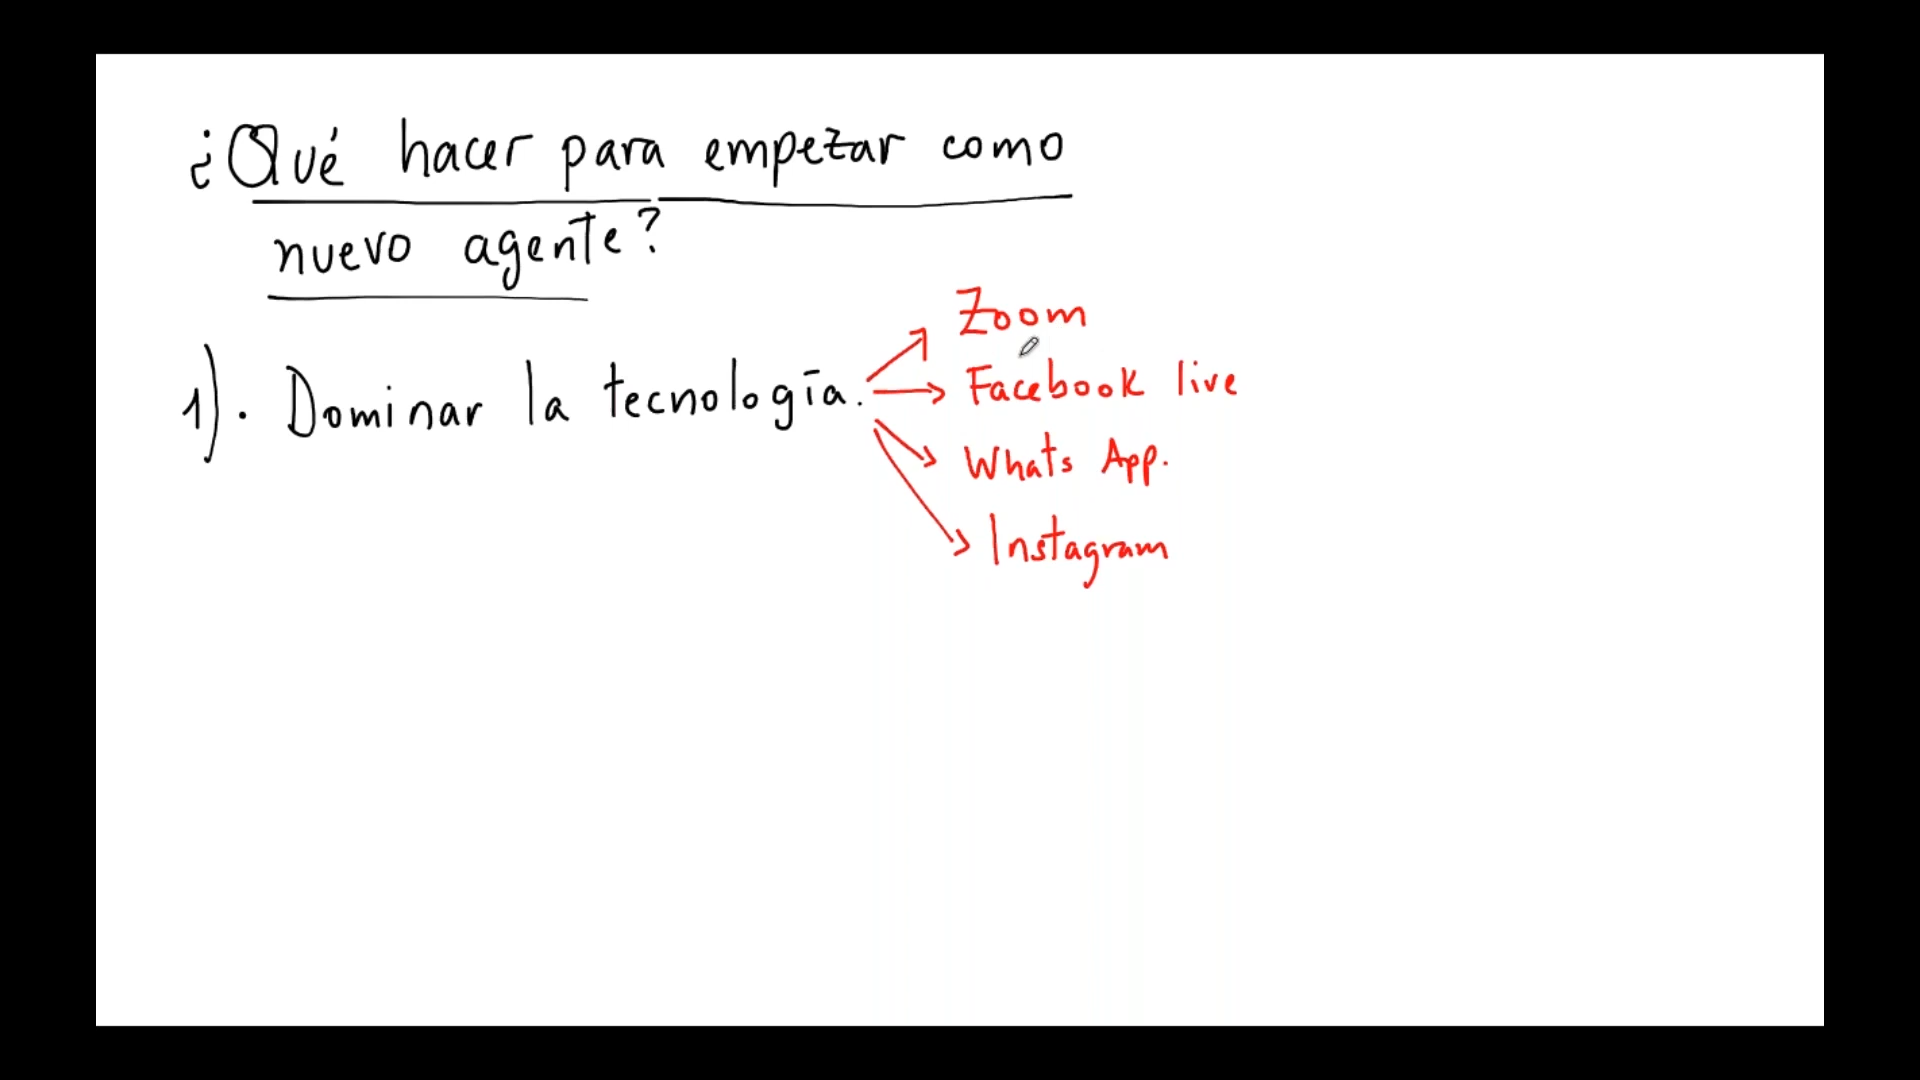 ¿Qué hacer para empezar como
nuevo agente?
1). Dominar la tecnología.
Zoom
Facebook live
Whats App.
Instagram